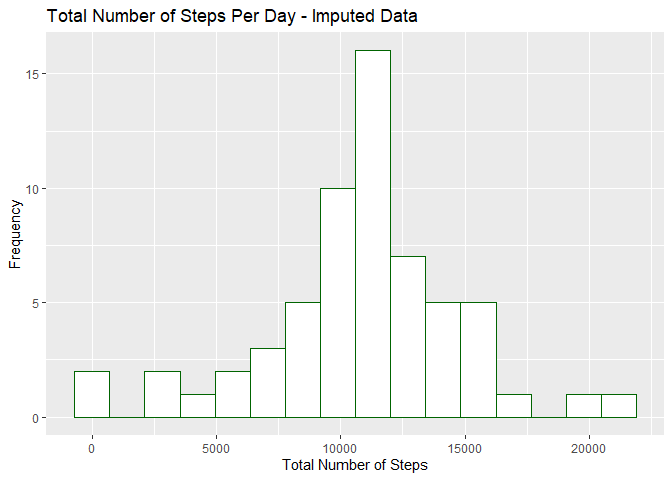 Total Number of Steps Per Day - Imputed Data
15
10
5
0
Frequency
0 5000 10000 15000 20000
Total Number of Steps